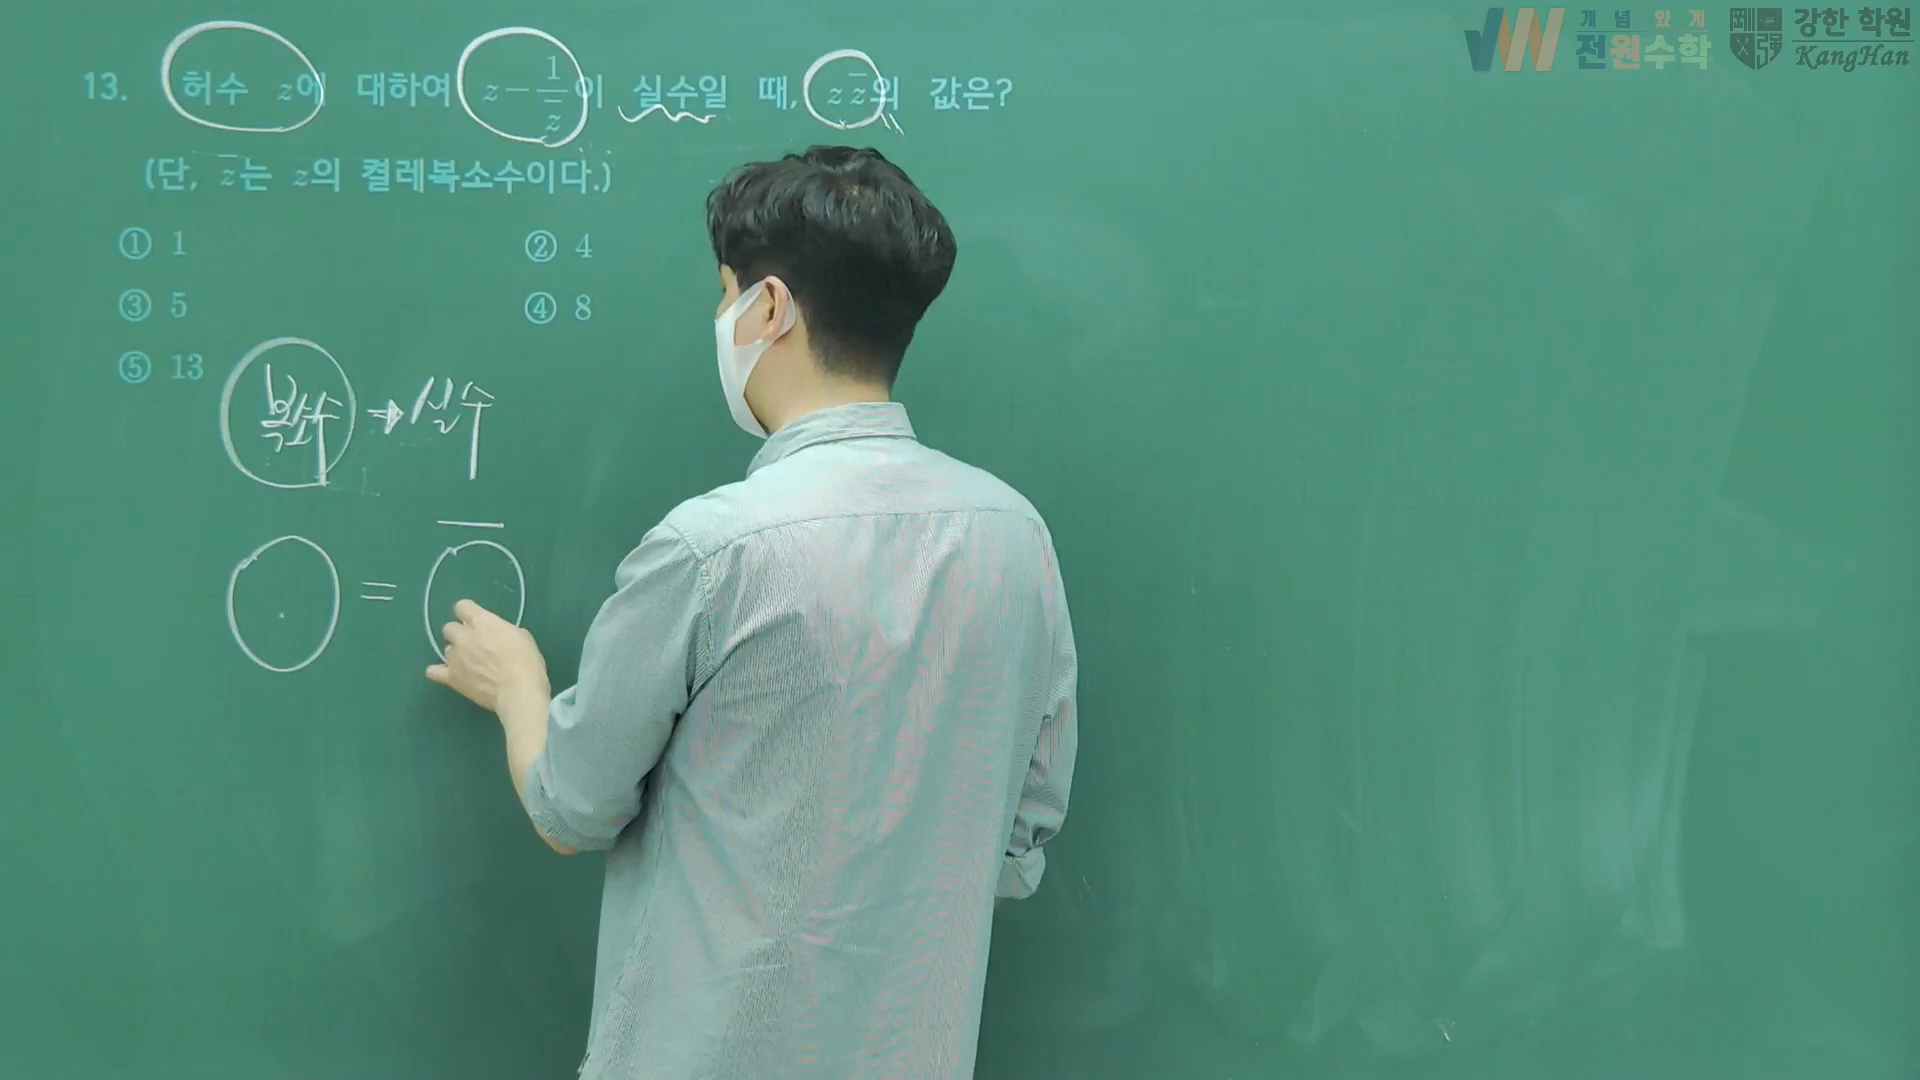 13. 허수 z에 대하여 z-1/z̅이 실수일 때, zz̅의 값은?
(단, z̅는 z의 켤레복소수이다.)
① 1 ② 4
③ 5 ④ 8
⑤ 13
복소수 → 실수
=
개념있게
전원수학
강한 학원
KangHan